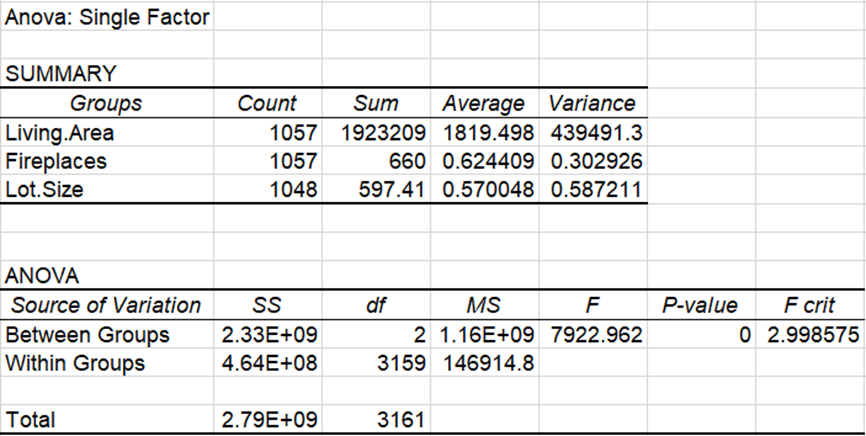 Anova: Single Factor
SUMMARY
Groups Count Sum Average Variance
Living.Area 1057 1923209 1819.498 439491.3
Fireplaces 1057 660 0.624409 0.302926
Lot.Size 1048 597.41 0.570048 0.587211
ANOVA
Source of Variation SS df MS F P-value F crit
Between Groups 2.33E+09 2 1.16E+09 7922.962 0 2.998575
Within Groups 4.64E+08 3159 146914.8
Total 2.79E+09 3161